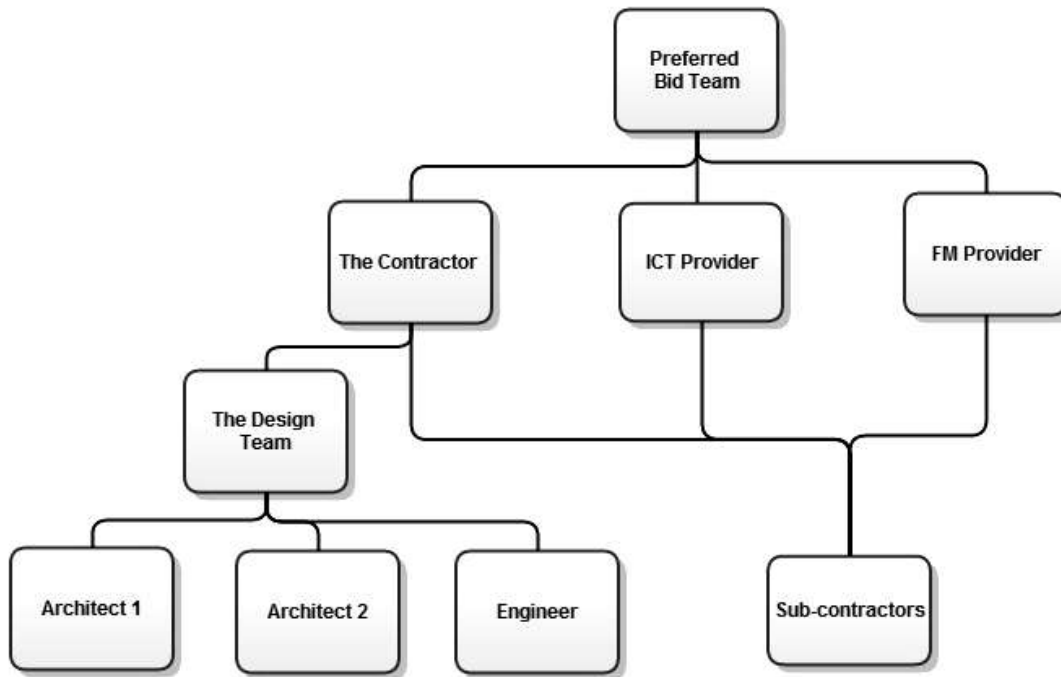 Preferred
Bid Team
The Contractor
ICT Provider
FM Provider
The Design
Team
Architect 1
Architect 2
Engineer
Sub-contractors